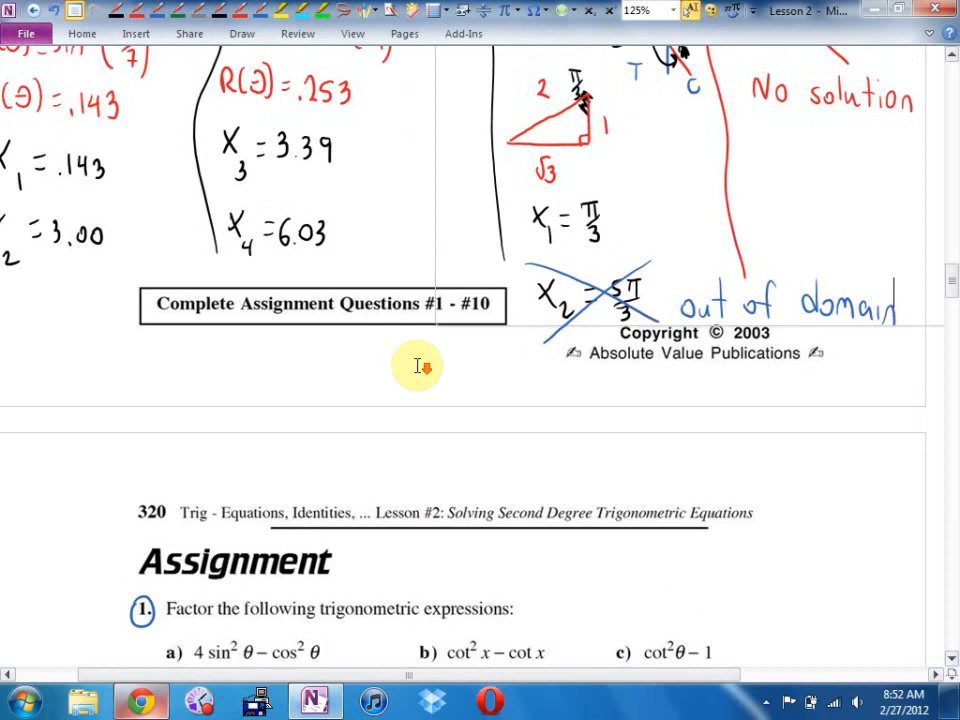 125%
Lesson 2 - Mi...
File Home Insert Share Draw Review View Pages Add-Ins
R(θ) = .253
(θ) = .143
X₃ = 3.39
X₁ = .143
X₄ = 6.03
₂ = 3.00
T
C
No solution
2
π/3
1
√3
X₁ = π/3
X₂ = 5π/3
out of domain
Complete Assignment Questions #1 - #10
Copyright © 2003
✍ Absolute Value Publications ✍
320 Trig - Equations, Identities, ... Lesson #2: Solving Second Degree Trigonometric Equations
Assignment
1. Factor the following trigonometric expressions:
a) 4 sin² θ – cos² θ b) cot² x – cot x c) cot²θ – 1
8:52 AM
2/27/2012